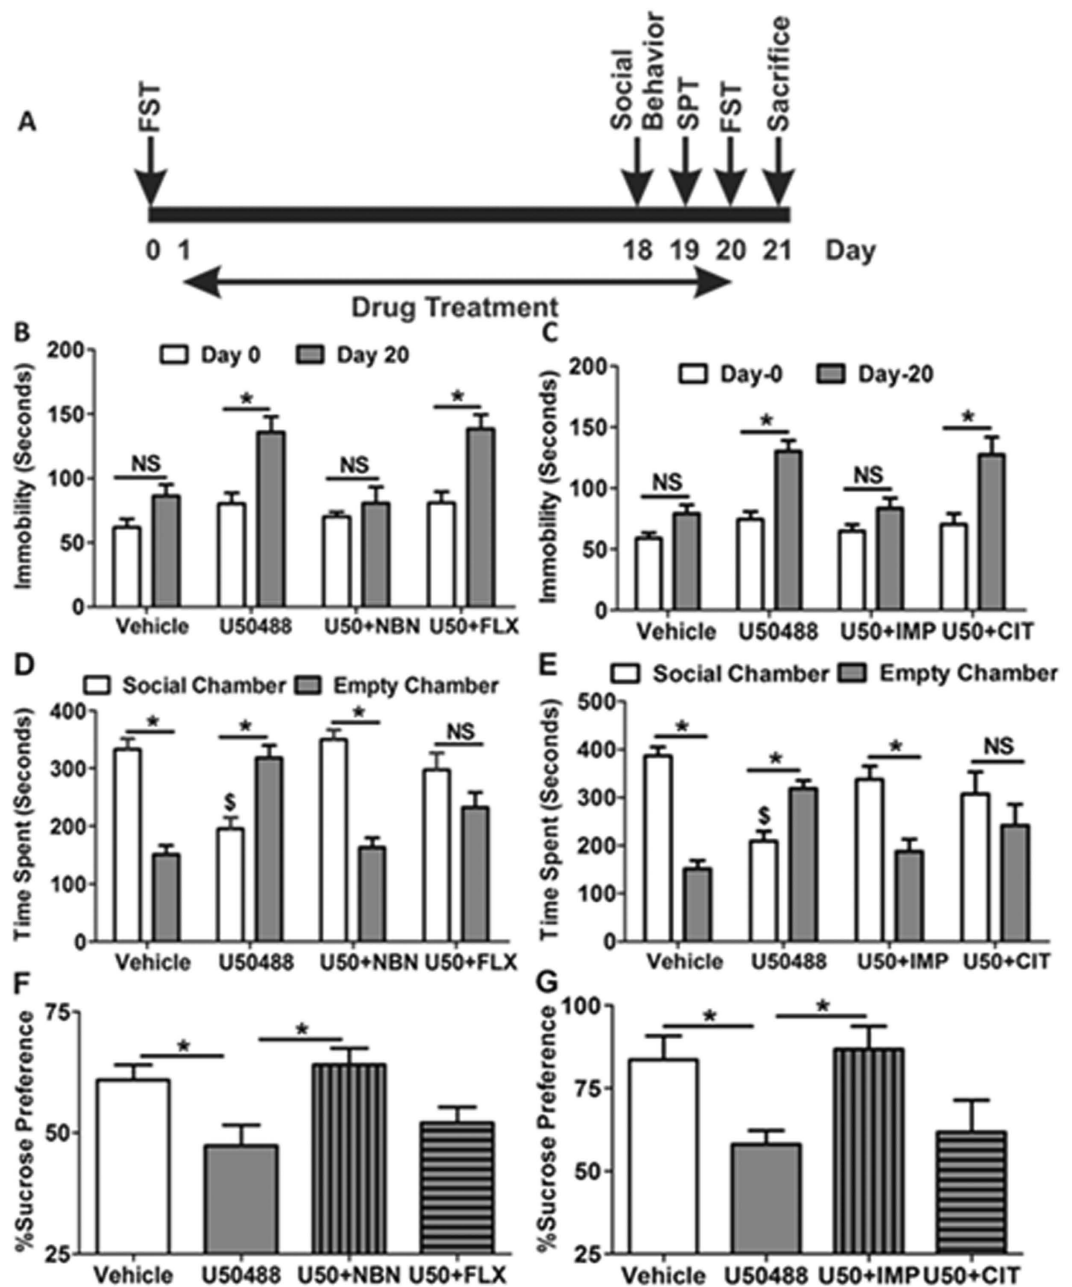 A
FST
Social
Behavior
SPT
FST
Sacrifice
0 1 18 19 20 21 Day
Drug Treatment
B
Day 0 Day 20
Immobility (Seconds)
200
150
100
50
0
NS * NS *
Vehicle U50488 U50+NBN U50+FLX
C
Day-0 Day-20
Immobility (Seconds)
200
150
100
50
0
NS * NS *
Vehicle U50488 U50+IMP U50+CIT
D
Social Chamber Empty Chamber
Time Spent (Seconds)
400
300
200
100
0
* * * NS
$
Vehicle U50488 U50+NBN U50+FLX
E
Social Chamber Empty Chamber
Time Spent (Seconds)
500
400
300
200
100
0
* * * NS
$
Vehicle U50488 U50+IMP U50+CIT
F
%Sucrose Preference
75
50
25
* *
Vehicle U50488 U50+NBN U50+FLX
G
%Sucrose Preference
100
75
50
25
* *
Vehicle U50488 U50+IMP U50+CIT